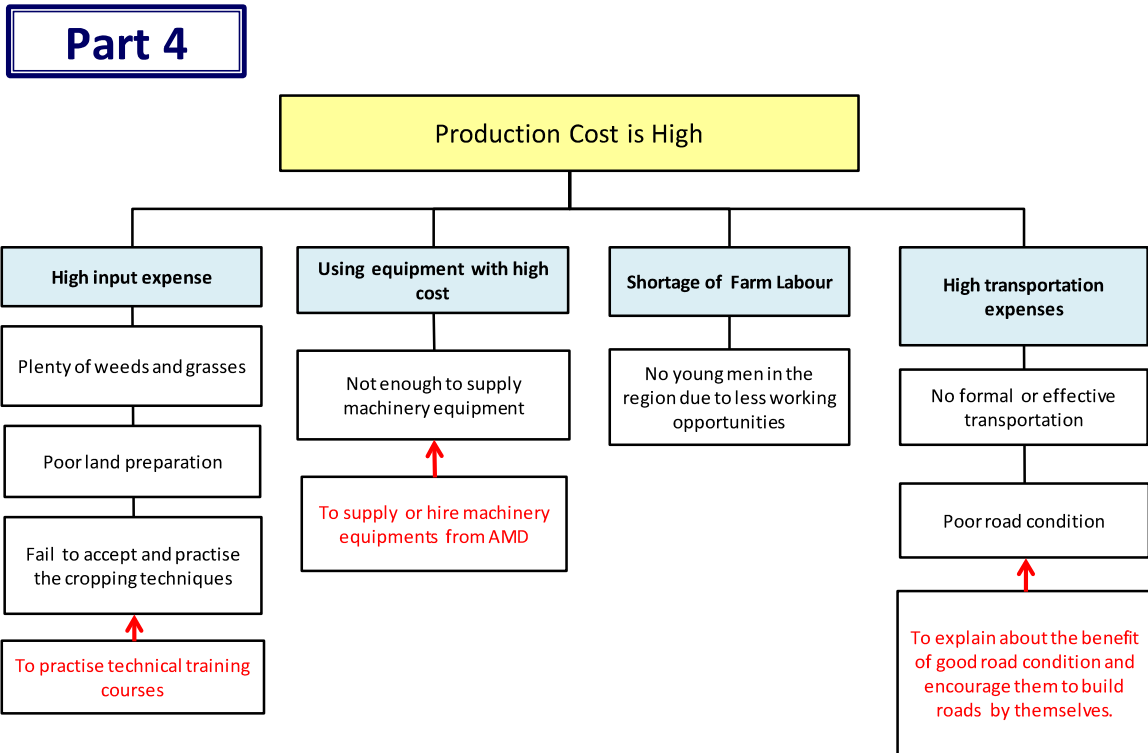 Part 4
Production Cost is High
High input expense
Plenty of weeds and grasses
Poor land preparation
Fail to accept and practise
the cropping techniques
To practise technical training
courses
Using equipment with high
cost
Not enough to supply
machinery equipment
To supply or hire machinery
equipments from AMD
Shortage of Farm Labour
No young men in the
region due to less working
opportunities
High transportation
expenses
No formal or effective
transportation
Poor road condition
To explain about the benefit
of good road condition and
encourage them to build
roads by themselves.